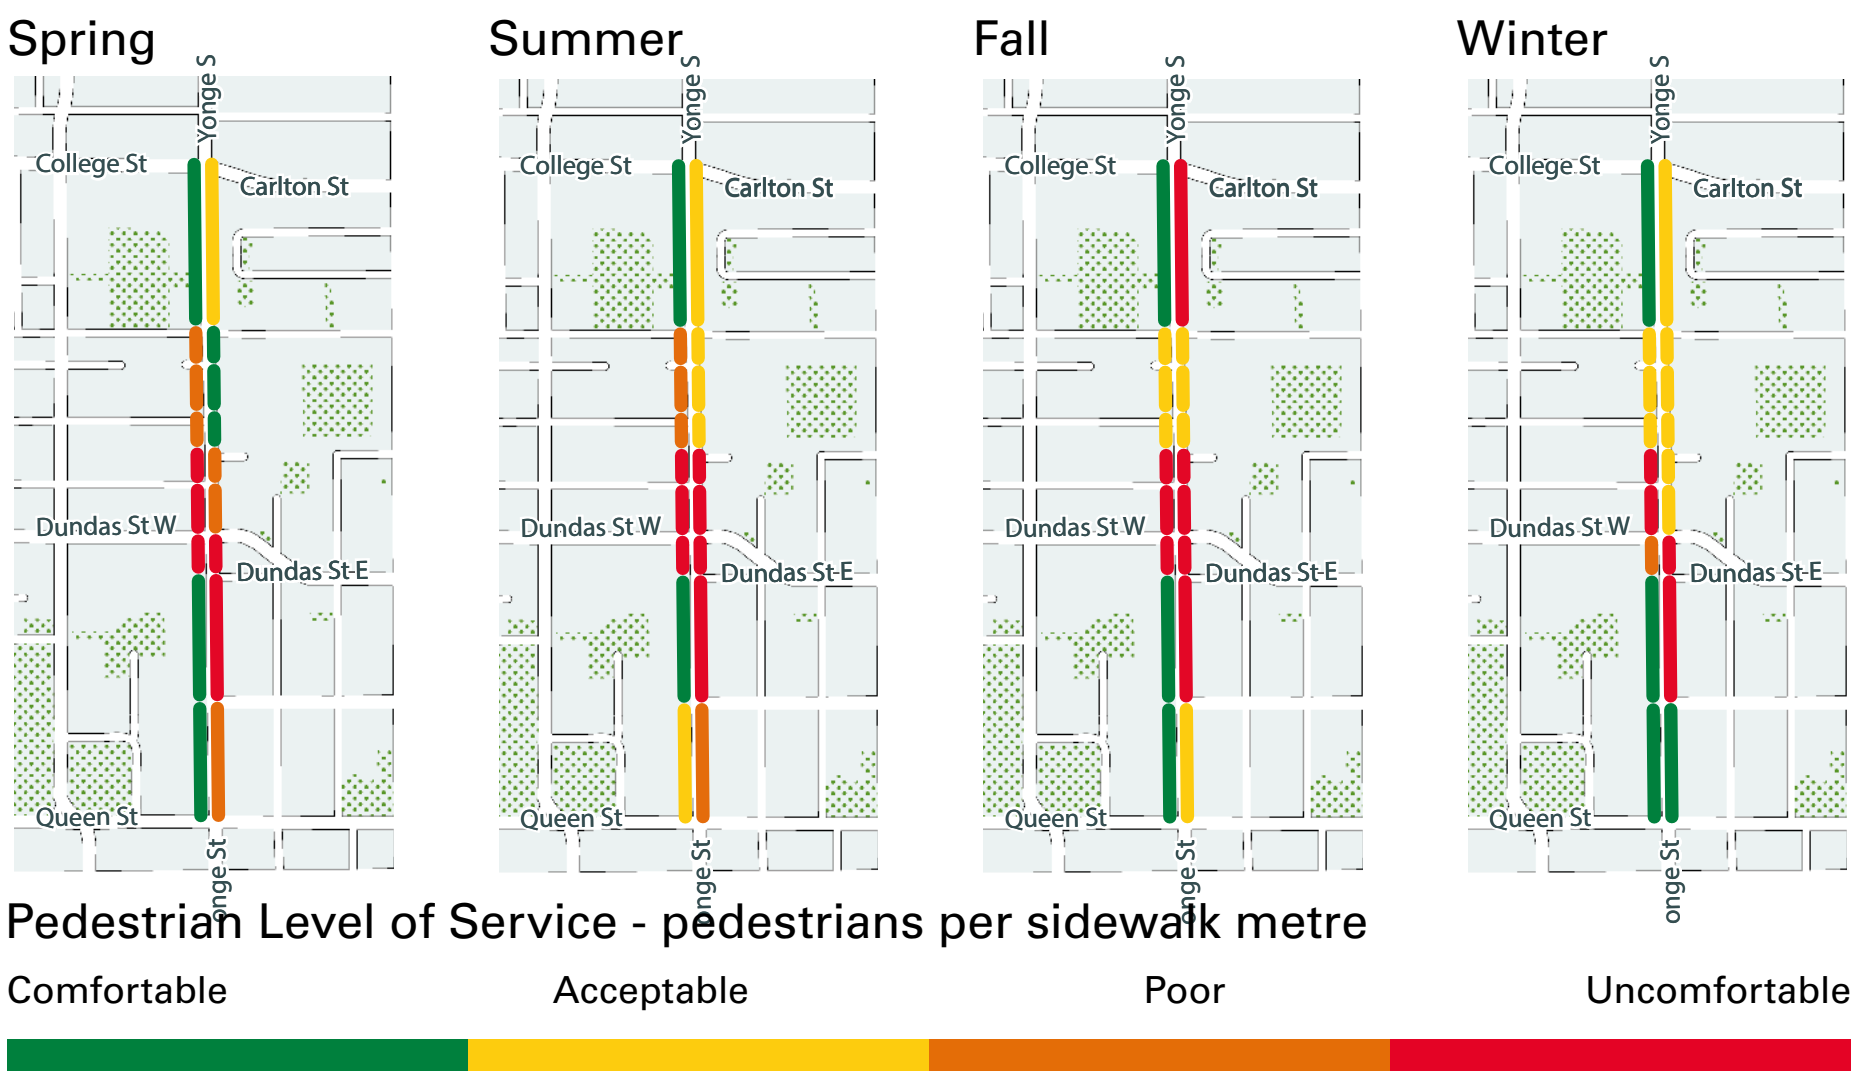 Spring
Summer
Fall
Winter
Yonge S
College St
Carlton St
Dundas St W
Dundas St E
Queen St
onge St
Yonge S
College St
Carlton St
Dundas St W
Dundas St E
Queen St
onge St
Yonge S
College St
Carlton St
Dundas St W
Dundas St E
Queen St
onge St
Yonge S
College St
Carlton St
Dundas St W
Dundas St E
Queen St
onge St
Pedestrian Level of Service - pedestrians per sidewalk metre
Comfortable
Acceptable
Poor
Uncomfortable